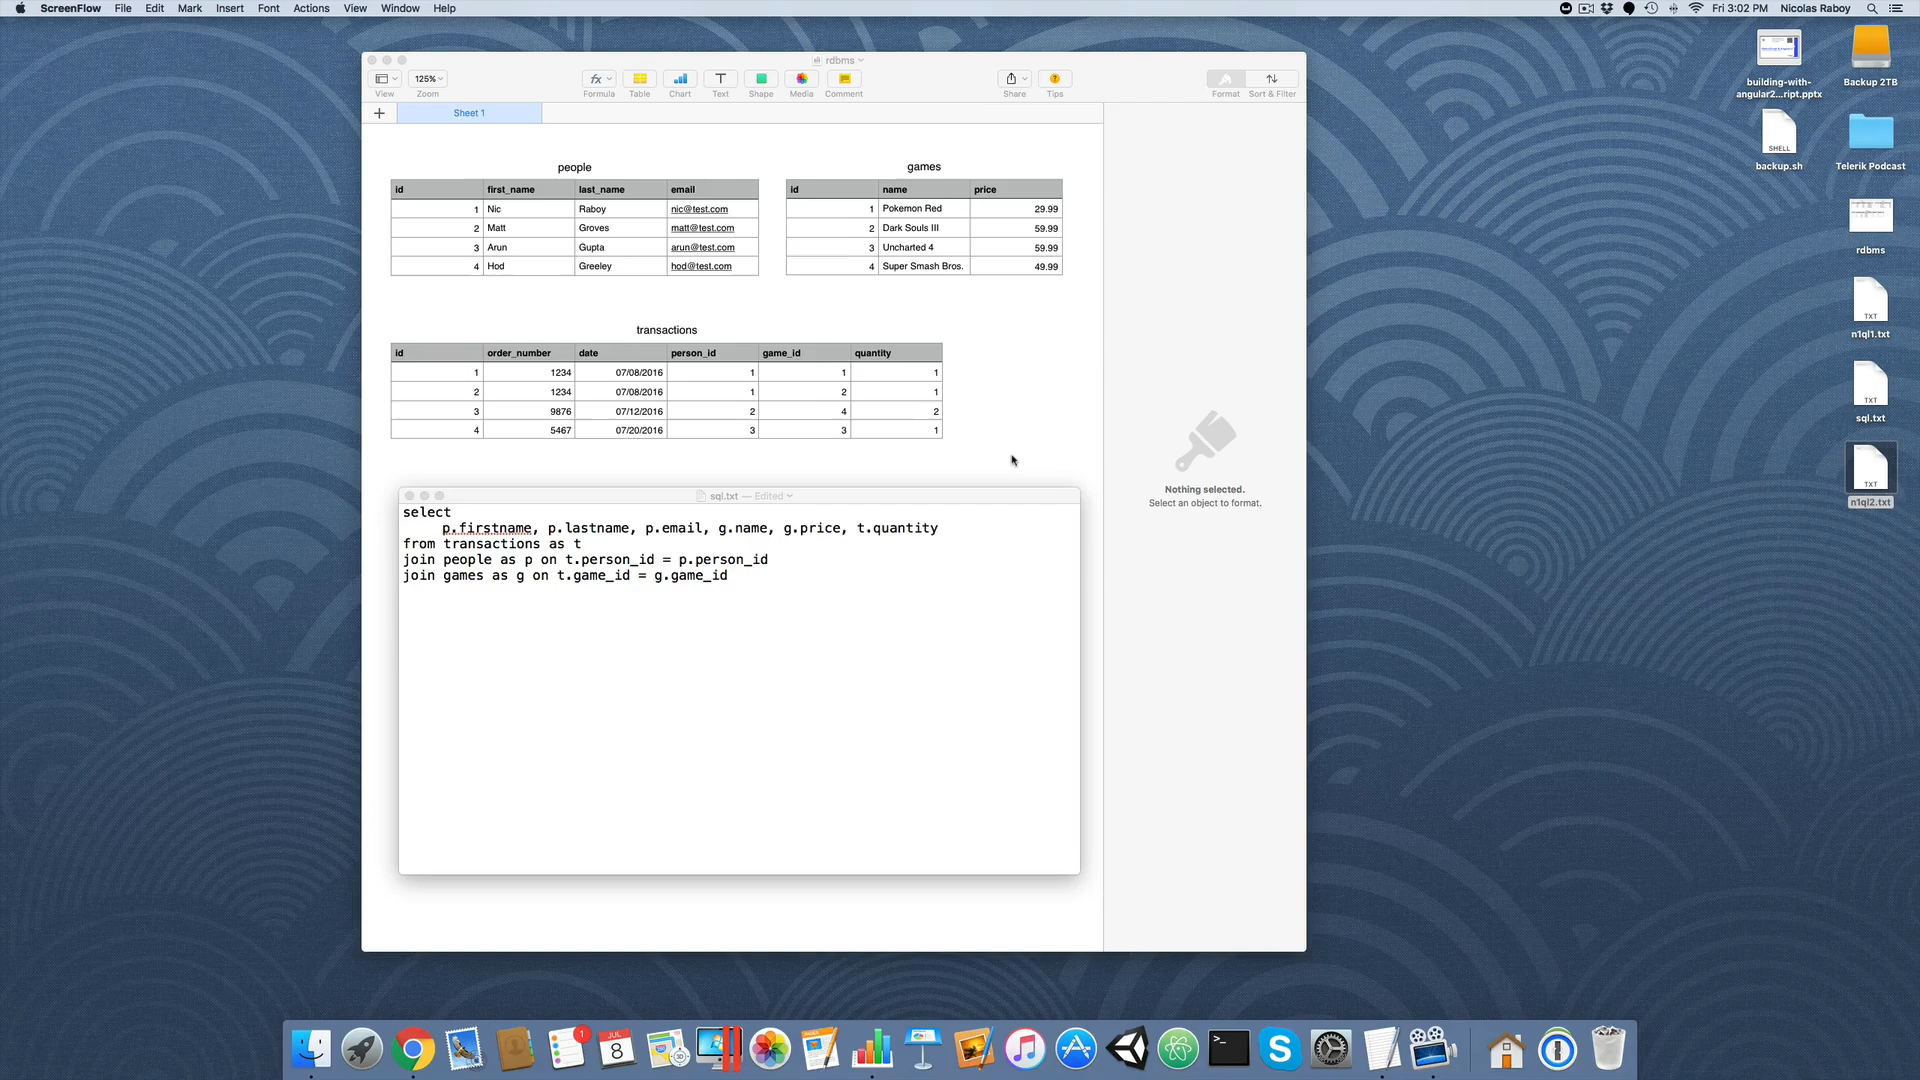 ScreenFlow File Edit Mark Insert Font Actions View Window Help
Fri 3:02 PM Nicolas Raboy
rdbms
125%
View Zoom Formula Table Chart Text Shape Media Comment Share Tips Format Sort & Filter
Sheet 1
people
id first_name last_name email
1 Nic Raboy nic@test.com
2 Matt Groves matt@test.com
3 Arun Gupta arun@test.com
4 Hod Greeley hod@test.com
games
id name price
1 Pokemon Red 29.99
2 Dark Souls III 59.99
3 Uncharted 4 59.99
4 Super Smash Bros. 49.99
transactions
id order_number date person_id game_id quantity
1 1234 07/08/2016 1 1 1
2 1234 07/08/2016 1 2 1
3 9876 07/12/2016 2 4 2
4 5467 07/20/2016 3 3 1
Nothing selected.
Select an object to format.
sql.txt — Edited
select
p.firstname, p.lastname, p.email, g.name, g.price, t.quantity
from transactions as t
join people as p on t.person_id = p.person_id
join games as g on t.game_id = g.game_id
building-with-
angular2...ript.pptx
Backup 2TB
SHELL
backup.sh
Telerik Podcast
rdbms
TXT
n1ql1.txt
TXT
sql.txt
TXT
n1ql2.txt
1
JUL
8